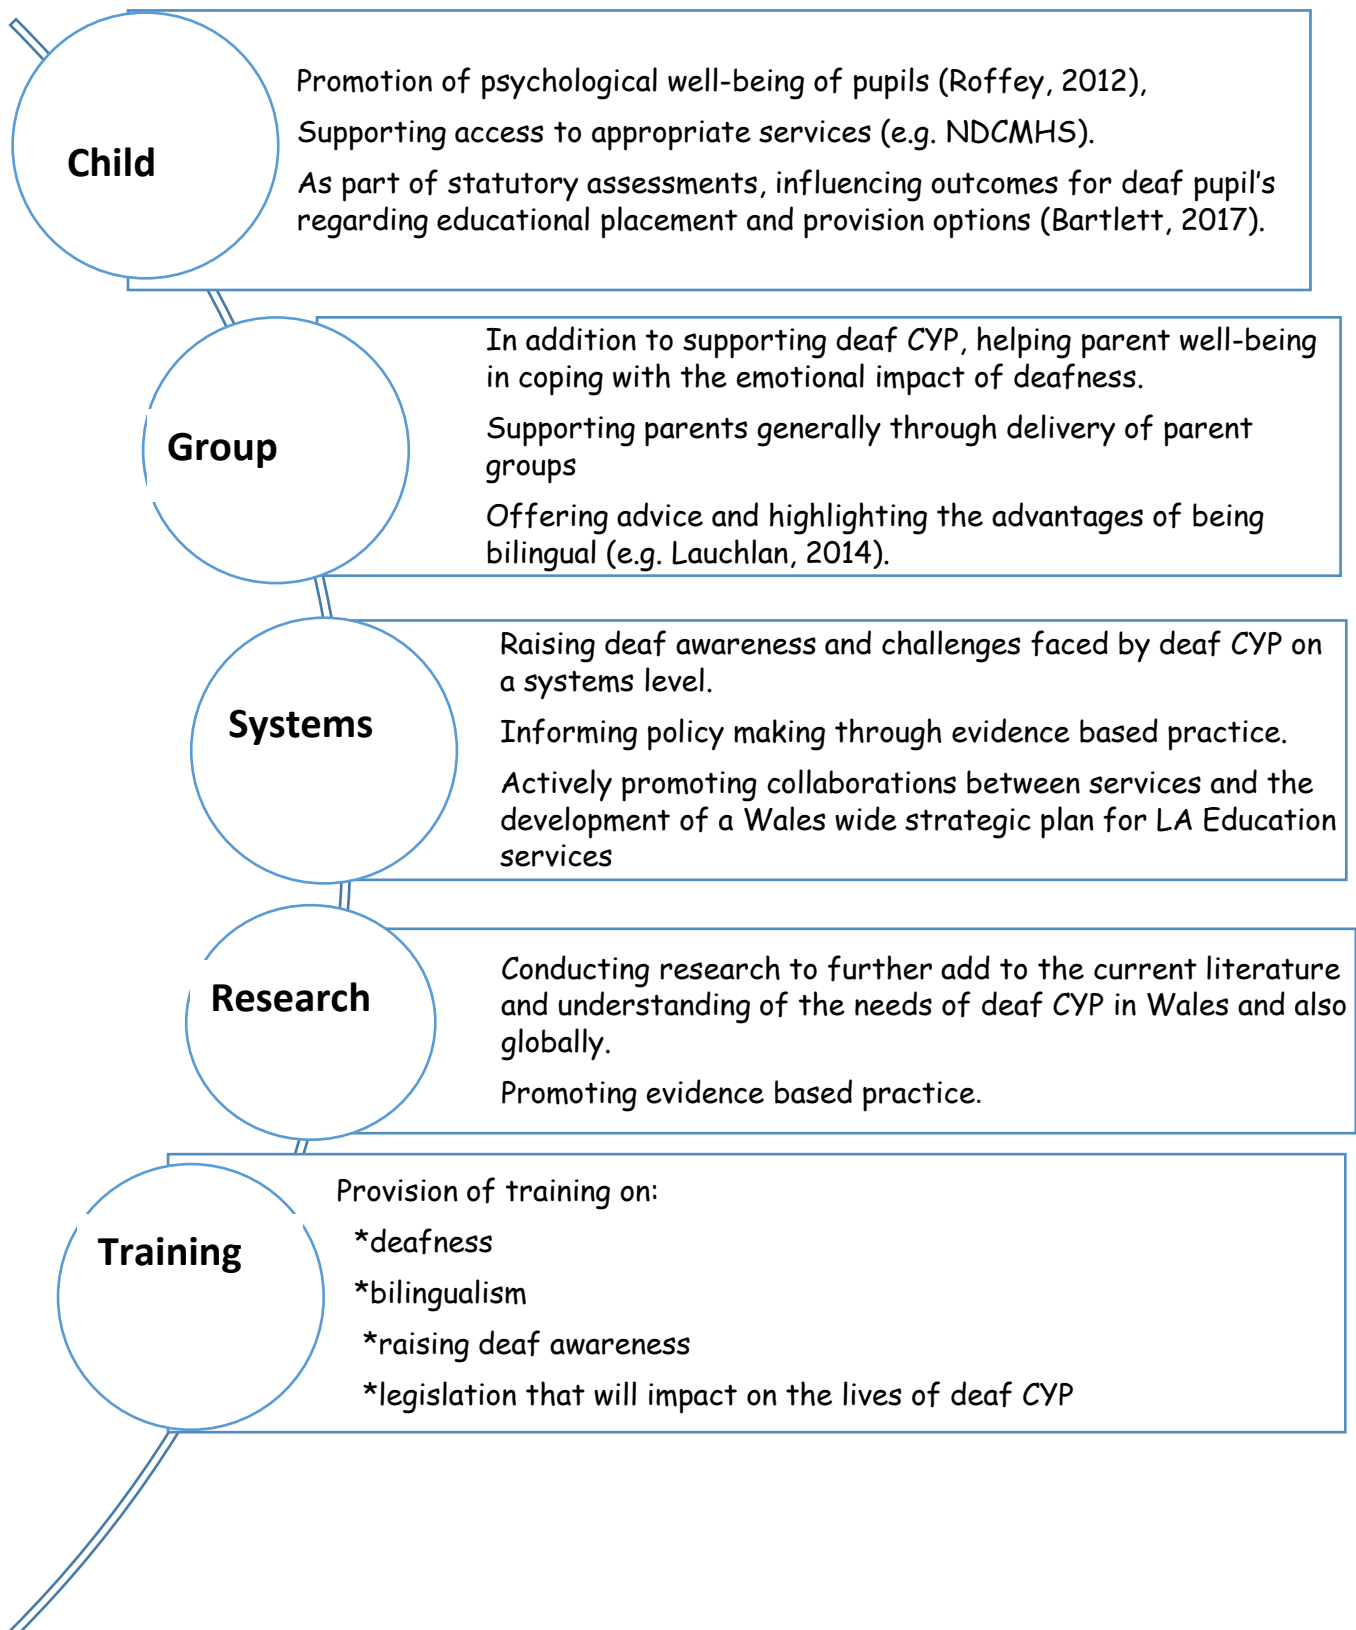 Child
Promotion of psychological well-being of pupils (Roffey, 2012),
Supporting access to appropriate services (e.g. NDCMHS).
As part of statutory assessments, influencing outcomes for deaf pupil's
regarding educational placement and provision options (Bartlett, 2017).
Group
In addition to supporting deaf CYP, helping parent well-being
in coping with the emotional impact of deafness.
Supporting parents generally through delivery of parent
groups
Offering advice and highlighting the advantages of being
bilingual (e.g. Lauchlan, 2014).
Systems
Raising deaf awareness and challenges faced by deaf CYP on
a systems level.
Informing policy making through evidence based practice.
Actively promoting collaborations between services and the
development of a Wales wide strategic plan for LA Education
services
Research
Conducting research to further add to the current literature
and understanding of the needs of deaf CYP in Wales and also
globally.
Promoting evidence based practice.
Training
Provision of training on:
*deafness
*bilingualism
*raising deaf awareness
*legislation that will impact on the lives of deaf CYP